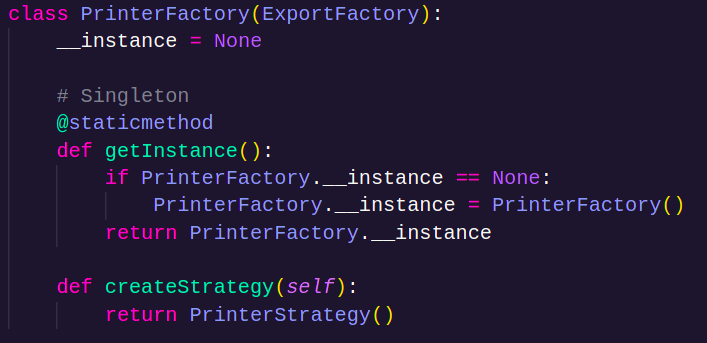 class PrinterFactory(ExportFactory):
    __instance = None

    # Singleton
    @staticmethod
    def getInstance():
        if PrinterFactory.__instance == None:
            PrinterFactory.__instance = PrinterFactory()
        return PrinterFactory.__instance

    def createStrategy(self):
        return PrinterStrategy()